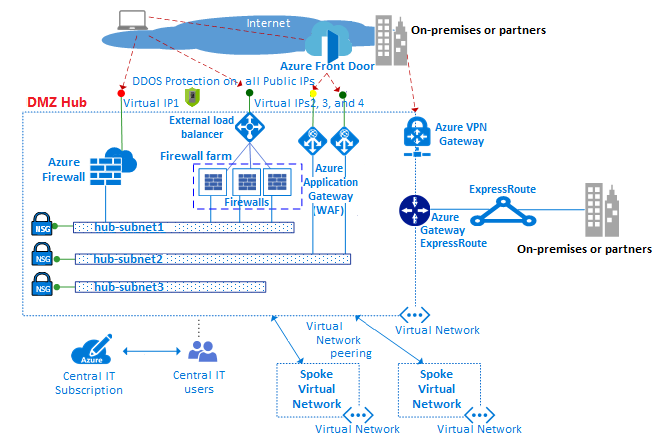 Internet
On-premises or partners
Azure Front Door
DDOS Protection on all Public IPs
DMZ Hub
Virtual IP1
Virtual IPs2, 3, and 4
External load
balancer
Azure VPN
Gateway
Firewall farm
Azure
Firewall
Azure
Application
Gateway
(WAF)
Firewalls
ExpressRoute
Azure
Gateway
ExpressRoute
On-premises or partners
NSG
hub-subnet1
NSG
hub-subnet2
NSG
hub-subnet3
Virtual
Network
peering
Virtual Network
Azure
Central IT
Subscription
Central IT
users
Spoke
Virtual
Network
Virtual Network
Spoke
Virtual
Network
Virtual Network